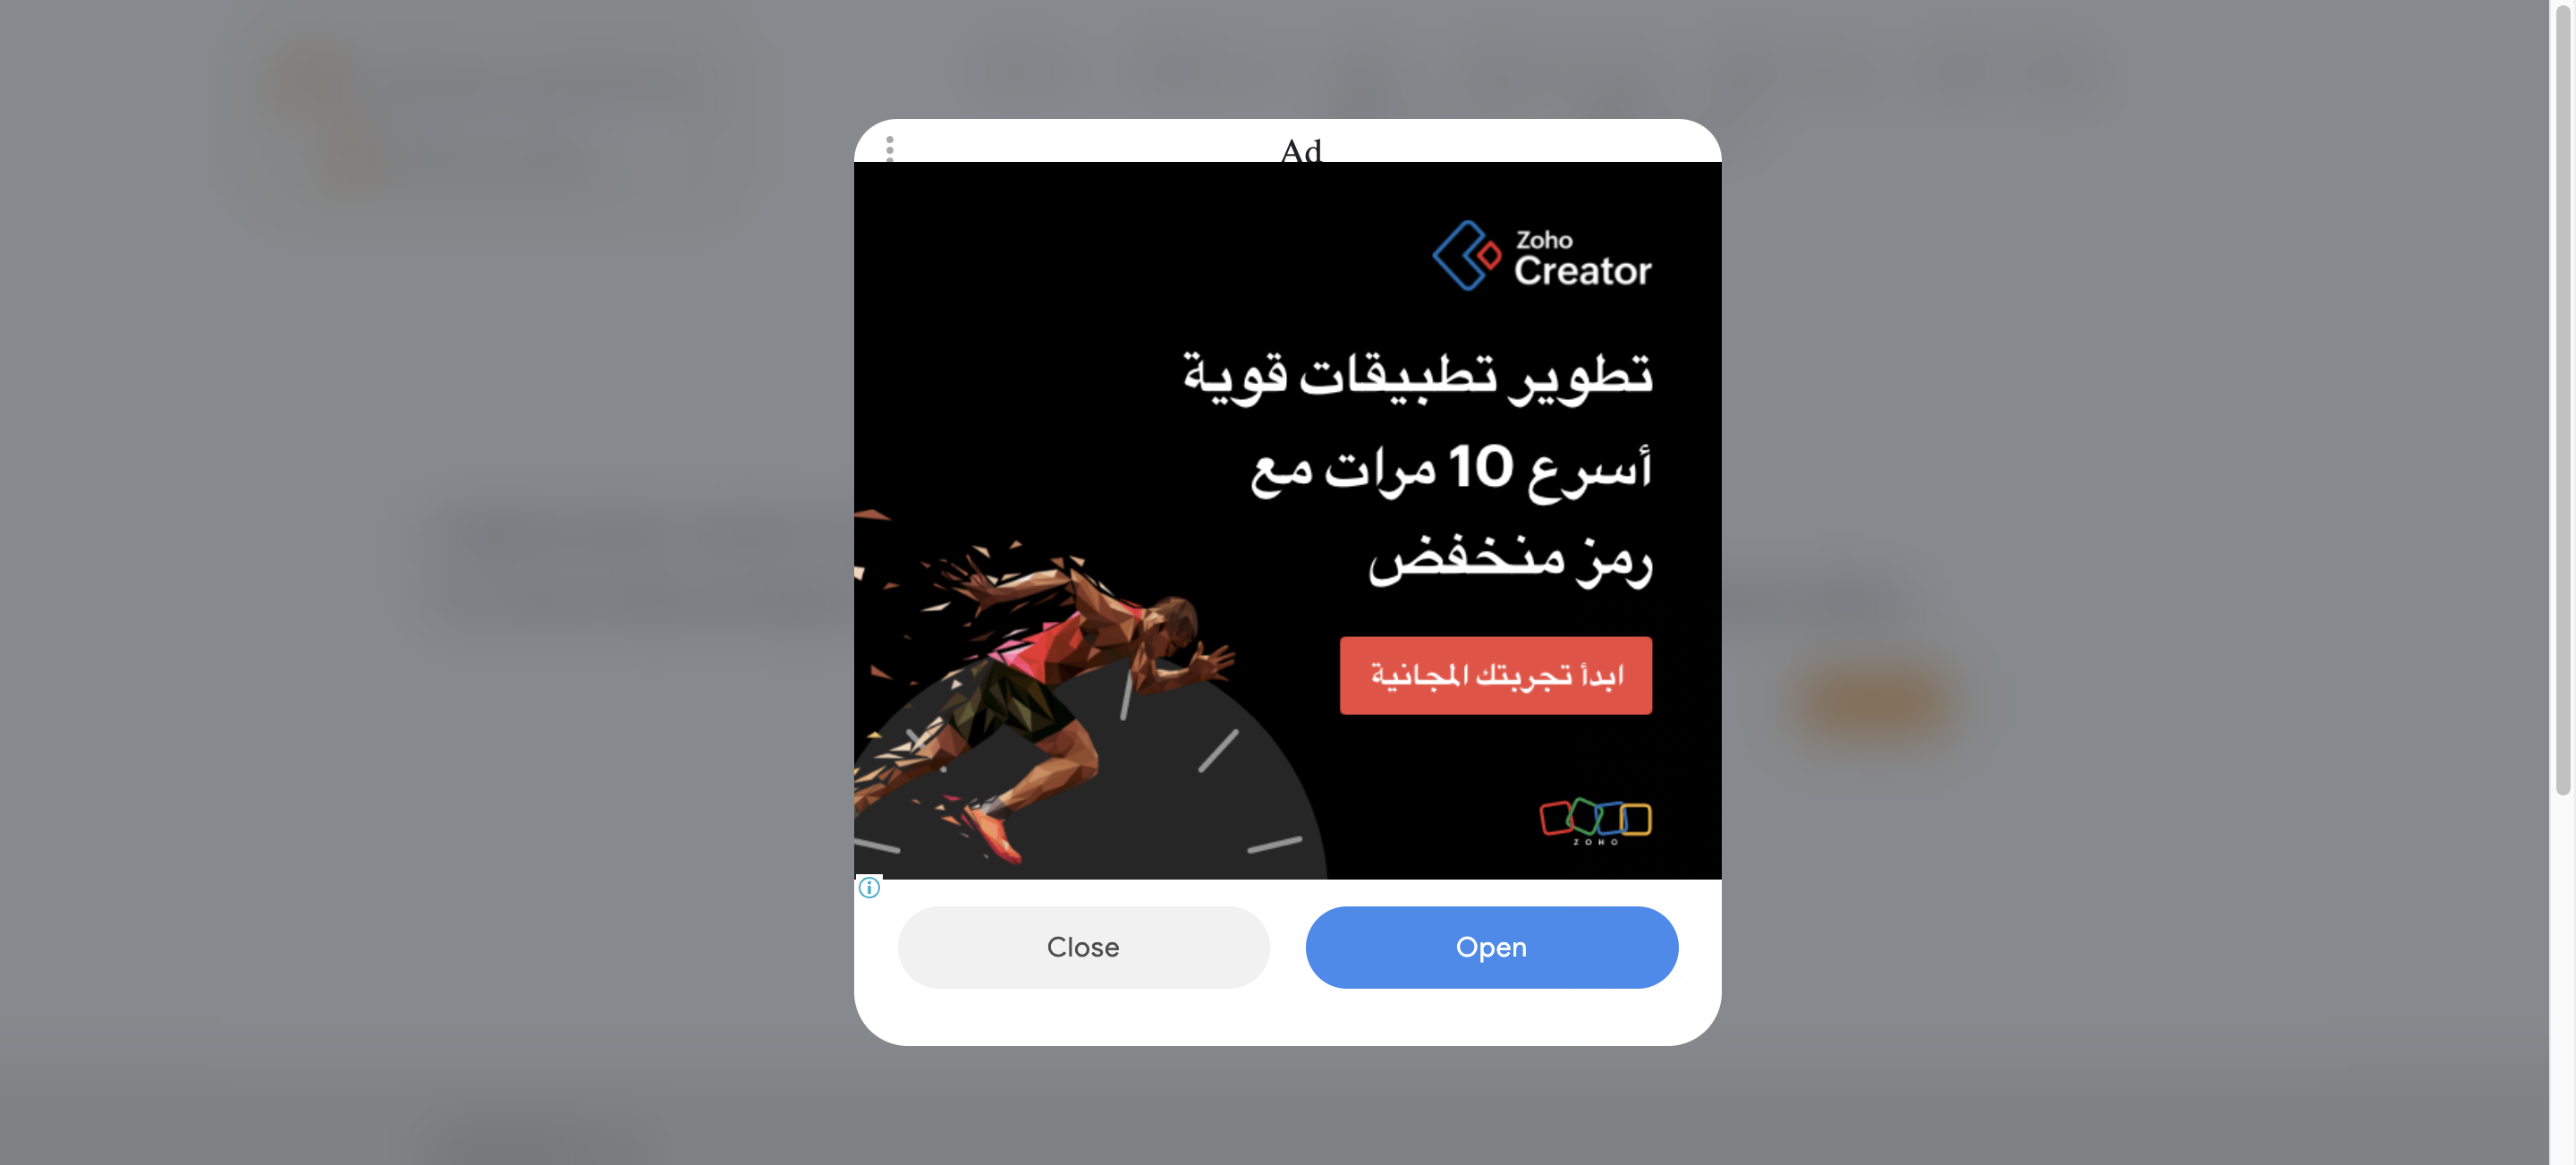 Ad
Zoho
Creator
تطوير تطبيقات قوية
أسرع 10 مرات مع
رمز منخفض
ابدأ تجربتك المجانية
ZOHO
Close
Open